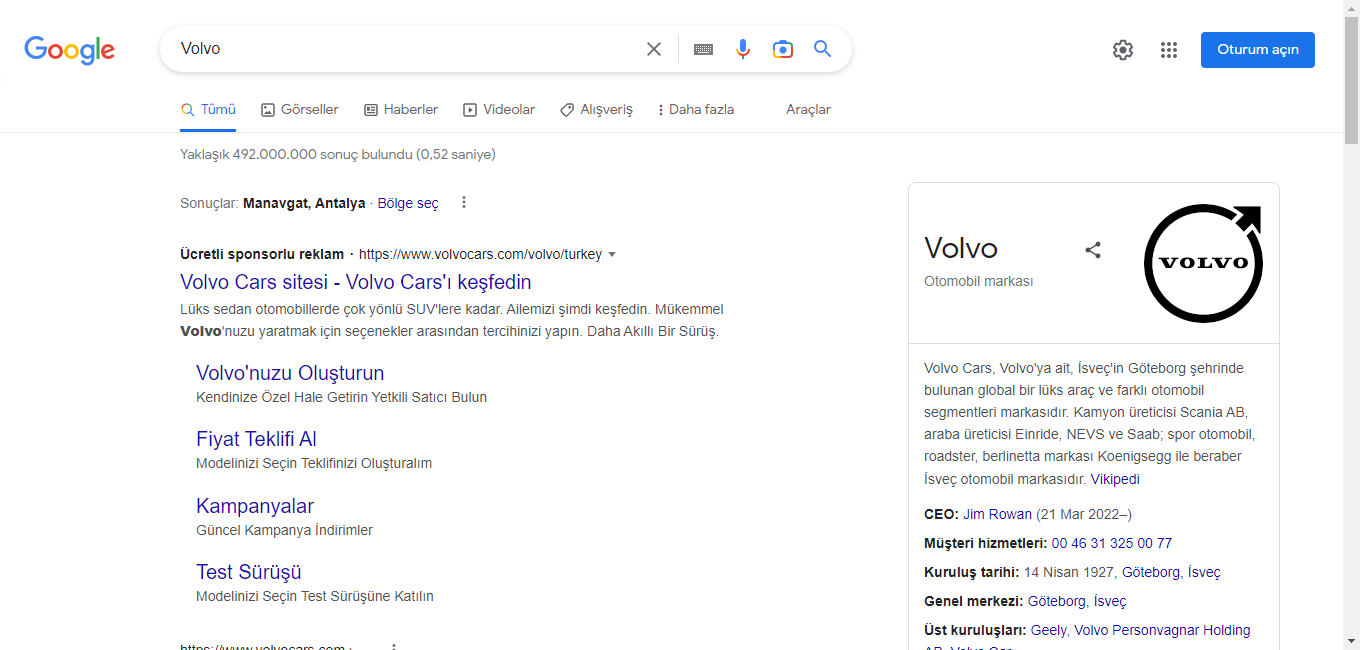 Google
Volvo
Oturum açın
Tümü
Görseller
Haberler
Videolar
Alışveriş
Daha fazla
Araçlar
Yaklaşık 492.000.000 sonuç bulundu (0,52 saniye)
Sonuçlar: Manavgat, Antalya · Bölge seç
Ücretli sponsorlu reklam · https://www.volvocars.com/volvo/turkey
Volvo Cars sitesi - Volvo Cars'ı keşfedin
Lüks sedan otomobillerde çok yönlü SUV'lere kadar. Ailemizi şimdi keşfedin. Mükemmel
Volvo'nuzu yaratmak için seçenekler arasından tercihinizi yapın. Daha Akıllı Bir Sürüş.
Volvo'nuzu Oluşturun
Kendinize Özel Hale Getirin Yetkili Satıcı Bulun
Fiyat Teklifi Al
Modelinizi Seçin Teklifinizi Oluşturalım
Kampanyalar
Güncel Kampanya İndirimler
Test Sürüşü
Modelinizi Seçin Test Sürüşüne Katılın
https://www.volvocars.com
Volvo
Otomobil markası
VOLVO
Volvo Cars, Volvo'ya ait, İsveç'in Göteborg şehrinde
bulunan global bir lüks araç ve farklı otomobil
segmentleri markasıdır. Kamyon üreticisi Scania AB,
araba üreticisi Einride, NEVS ve Saab; spor otomobil,
roadster, berlinetta markası Koenigsegg ile beraber
İsveç otomobil markasıdır. Vikipedi
CEO: Jim Rowan (21 Mar 2022–)
Müşteri hizmetleri: 00 46 31 325 00 77
Kuruluş tarihi: 14 Nisan 1927, Göteborg, İsveç
Genel merkezi: Göteborg, İsveç
Üst kuruluşları: Geely, Volvo Personvagnar Holding
AB, Volvo Car